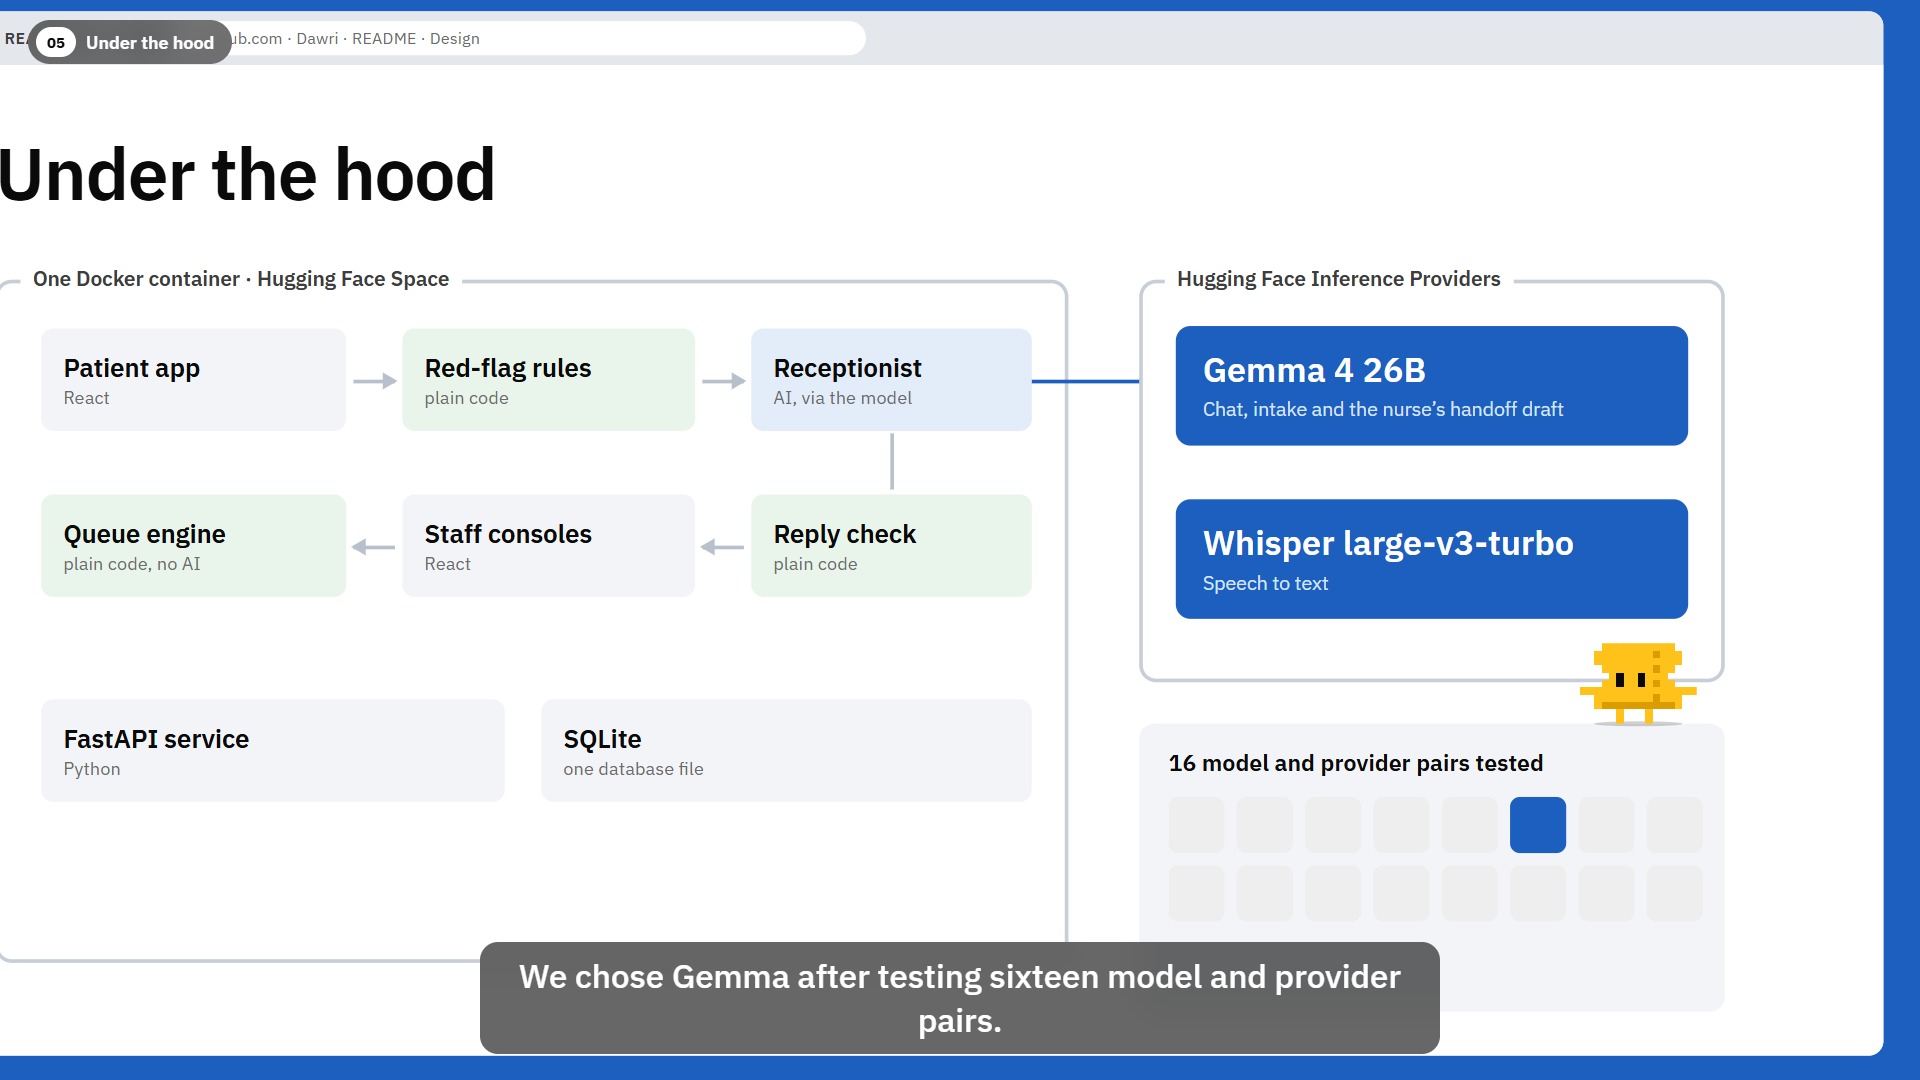 05 Under the hood
ub.com · Dawri · README · Design
Under the hood
One Docker container · Hugging Face Space
Patient app
React
Red-flag rules
plain code
Receptionist
AI, via the model
Queue engine
plain code, no AI
Staff consoles
React
Reply check
plain code
FastAPI service
Python
SQLite
one database file
Hugging Face Inference Providers
Gemma 4 26B
Chat, intake and the nurse’s handoff draft
Whisper large-v3-turbo
Speech to text
16 model and provider pairs tested
We chose Gemma after testing sixteen model and provider
pairs.